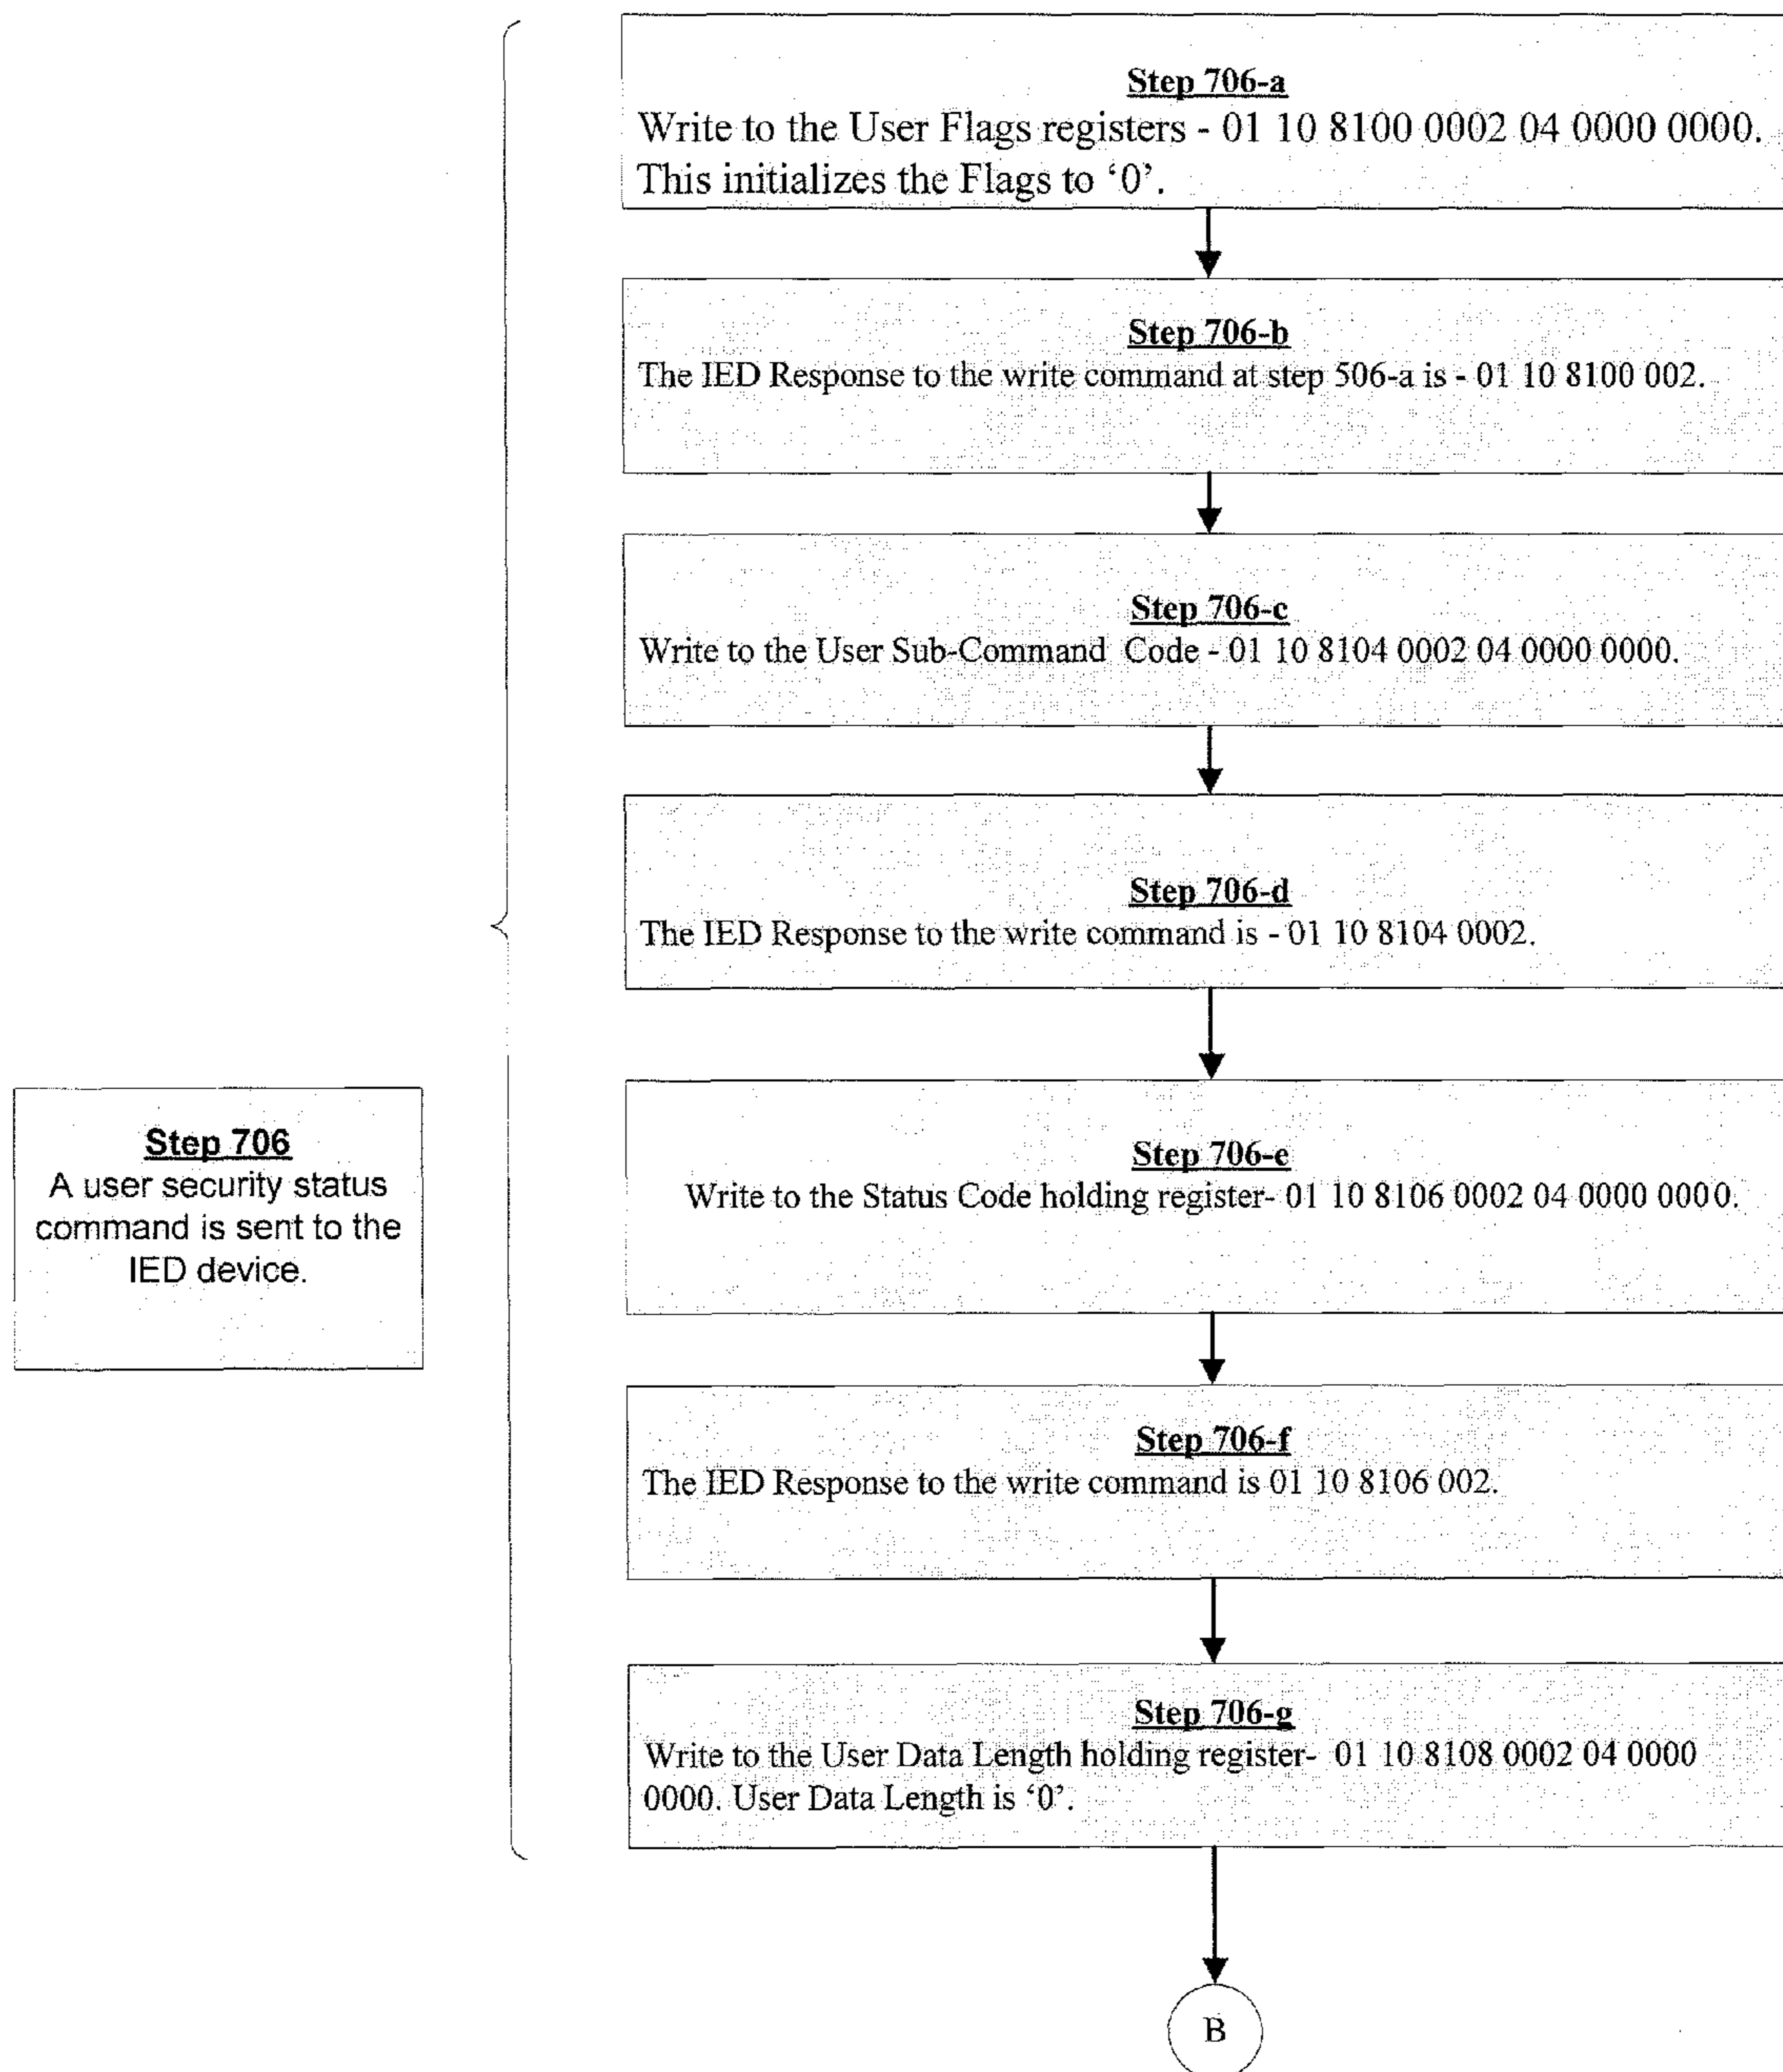 Step 706-a
Write to the User Flags registers - 01 10 8100 0002 04 0000 0000.
This initializes the Flags to ‘0’.
Step 706-b
The IED Response to the write command at step 506-a is - 01 10 8100 002.
Step 706-c
Write to the User Sub-Command Code - 01 10 8104 0002 04 0000 0000.
Step 706-d
The IED Response to the write command is - 01 10 8104 0002.
Step 706
A user security status
command is sent to the
IED device.
Step 706-e
Write to the Status Code holding register- 01 10 8106 0002 04 0000 0000.
Step 706-f
The IED Response to the write command is 01 10 8106 002.
Step 706-g
Write to the User Data Length holding register- 01 10 8108 0002 04 0000
0000. User Data Length is ‘0’.
B